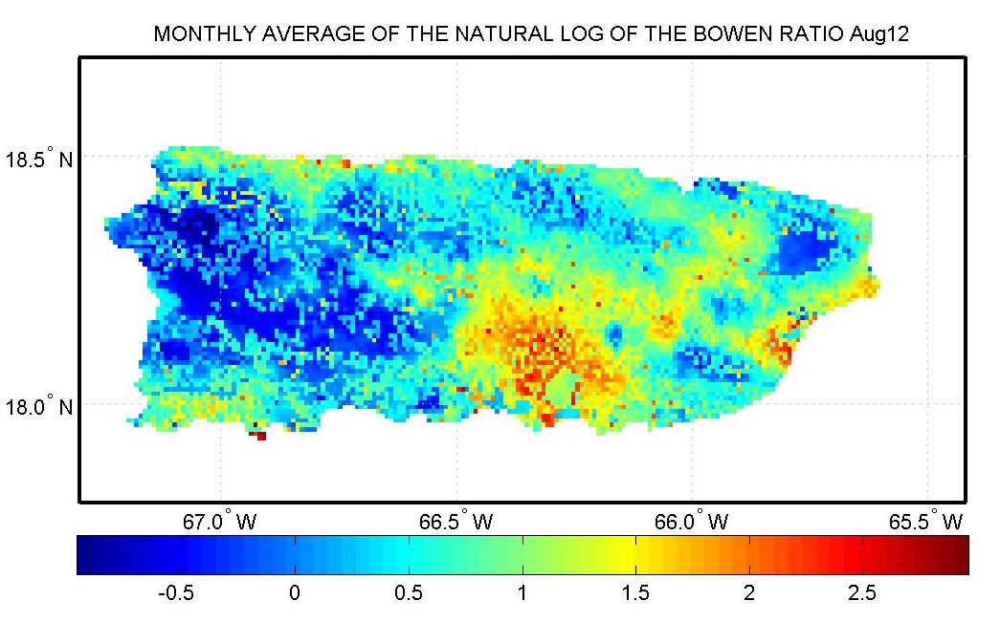 MONTHLY AVERAGE OF THE NATURAL LOG OF THE BOWEN RATIO Aug12
18.5° N
18.0° N
67.0° W 66.5° W 66.0° W 65.5° W
-0.5 0 0.5 1 1.5 2 2.5